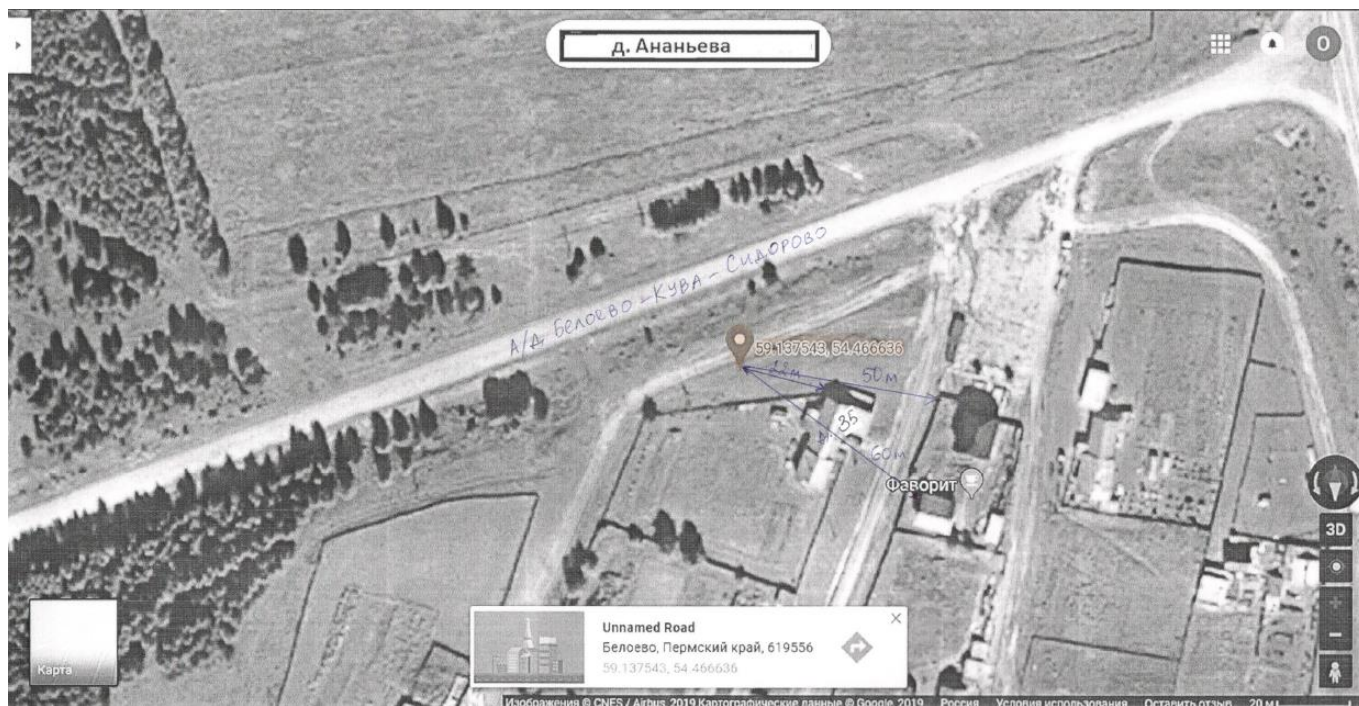 д. Ананьева
О
А/Д БЕЛОЕВО - КУВА - СИДОРОВО
59.137543, 54.466636
50м
35
60м
Фаворит
3D
Unnamed Road
Белоево, Пермский край, 619556
59.137543, 54.466636
Карта
Изображения © CNES / Airbus, 2019 Картографические данные © Google, 2019 Россия Условия использования Оставить отзыв 20 м